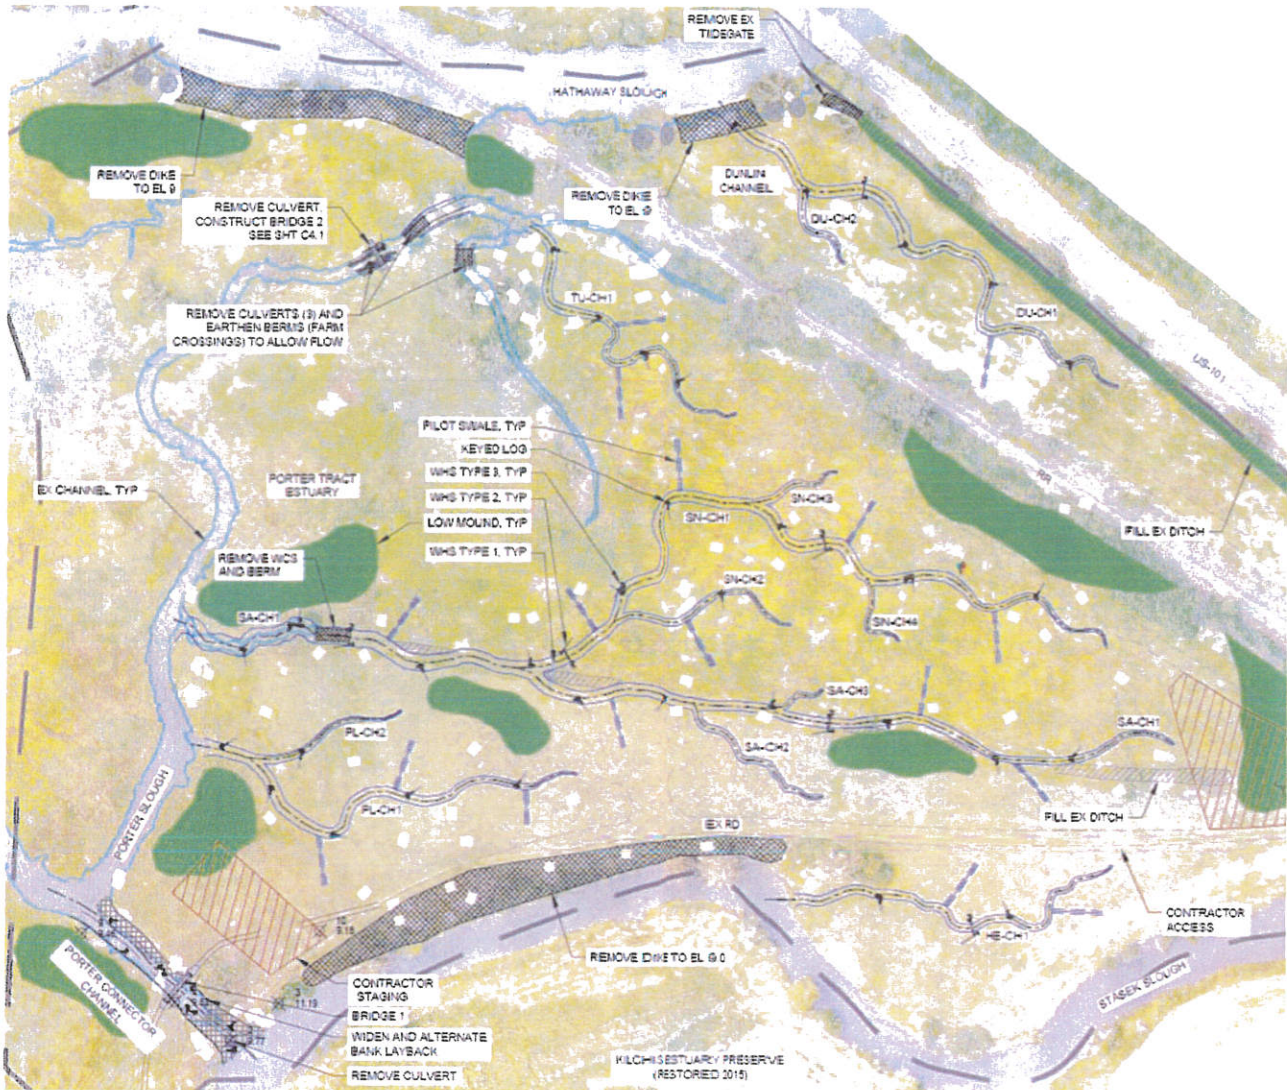 REMOVE EX
TIDEGATE
HATHAWAY SLOUGH
REMOVE DIKE
TO EL 9
REMOVE CULVERT,
CONSTRUCT BRIDGE 2
SEE SHT C4.1
REMOVE DIKE
TO EL 9
DUNLIN
CHANNEL
DU-CH2
REMOVE CULVERTS (3) AND
EARTHEN BERMS (FARM
CROSSINGS) TO ALLOW FLOW
TU-CH1
DU-CH1
US-101
PILOT SWALE, TYP
KEYED LOG
WHS TYPE 3, TYP
WHS TYPE 2, TYP
LOW MOUND, TYP
WHS TYPE 1, TYP
EX CHANNEL, TYP
PORTER TRACT
ESTUARY
RR
SN-CH3
SN-CH1
FILL EX DITCH
REMOVE WCS
AND BERM
SN-CH2
SA-CH1
SN-CH4
SA-CH3
SA-CH1
PL-CH2
SA-CH2
PORTER SLOUGH
PL-CH1
FILL EX DITCH
EX RD
CONTRACTOR
ACCESS
HE-CH1
REMOVE DIKE TO EL 9.0
PORTER CONNECTOR
CHANNEL
CONTRACTOR
STAGING
3
11.19
BRIDGE 1
STASEK SLOUGH
WIDEN AND ALTERNATE
BANK LAYBACK
REMOVE CULVERT
KILCHIS ESTUARY PRESERVE
(RESTORED 2015)